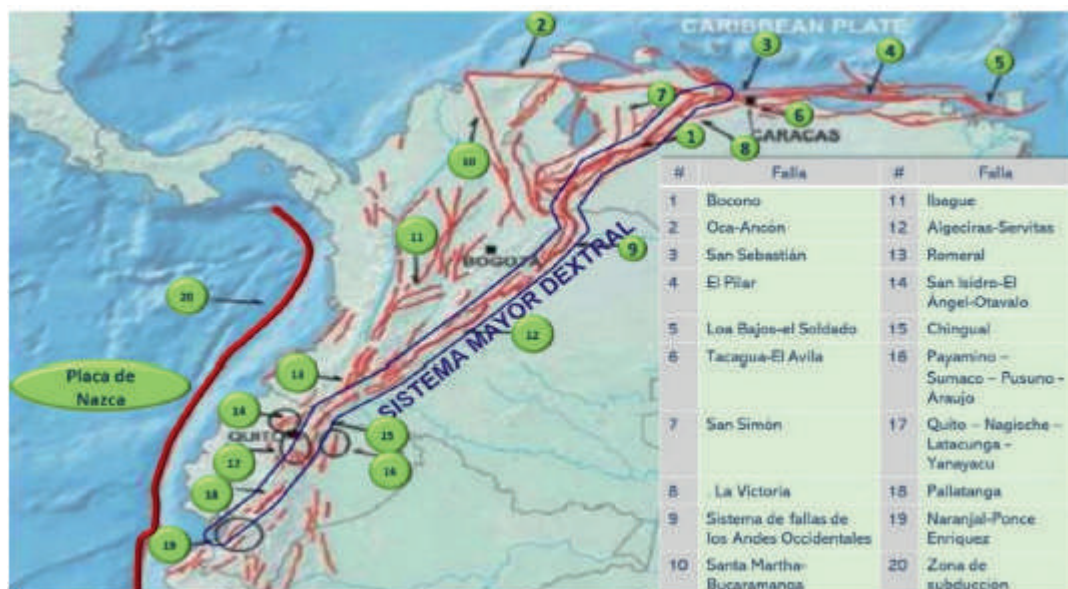 CARIBBEAN PLATE
2
3
4
5
7
6
CARACAS
1
8
10
11
BOGOTA
9
20
12
SISTEMA MAYOR DEXTRAL
Placa de
Nazca
13
14
QUITO
15
17
16
18
19
# Falla # Falla
1 Bocono 11 Ibague
2 Oca-Ancón 12 Algeciras-Servitas
3 San Sebastián 13 Romeral
4 El Pilar 14 San Isidro-El
Ángel-Otavalo
5 Loa Bajos-el Soldado 15 Chingual
6 Tacagua-El Avila 16 Payamino –
Sumaco – Pusuno -
Araujo
7 San Simón 17 Quito – Nagische –
Latacunga -
Yanayacu
8 . La Victoria 18 Pallatanga
9 Sistema de fallas de 19 Naranjal-Ponce
los Andes Occidentales Enriquez
10 Santa Martha- 20 Zona de
Bucaramanga subduccion